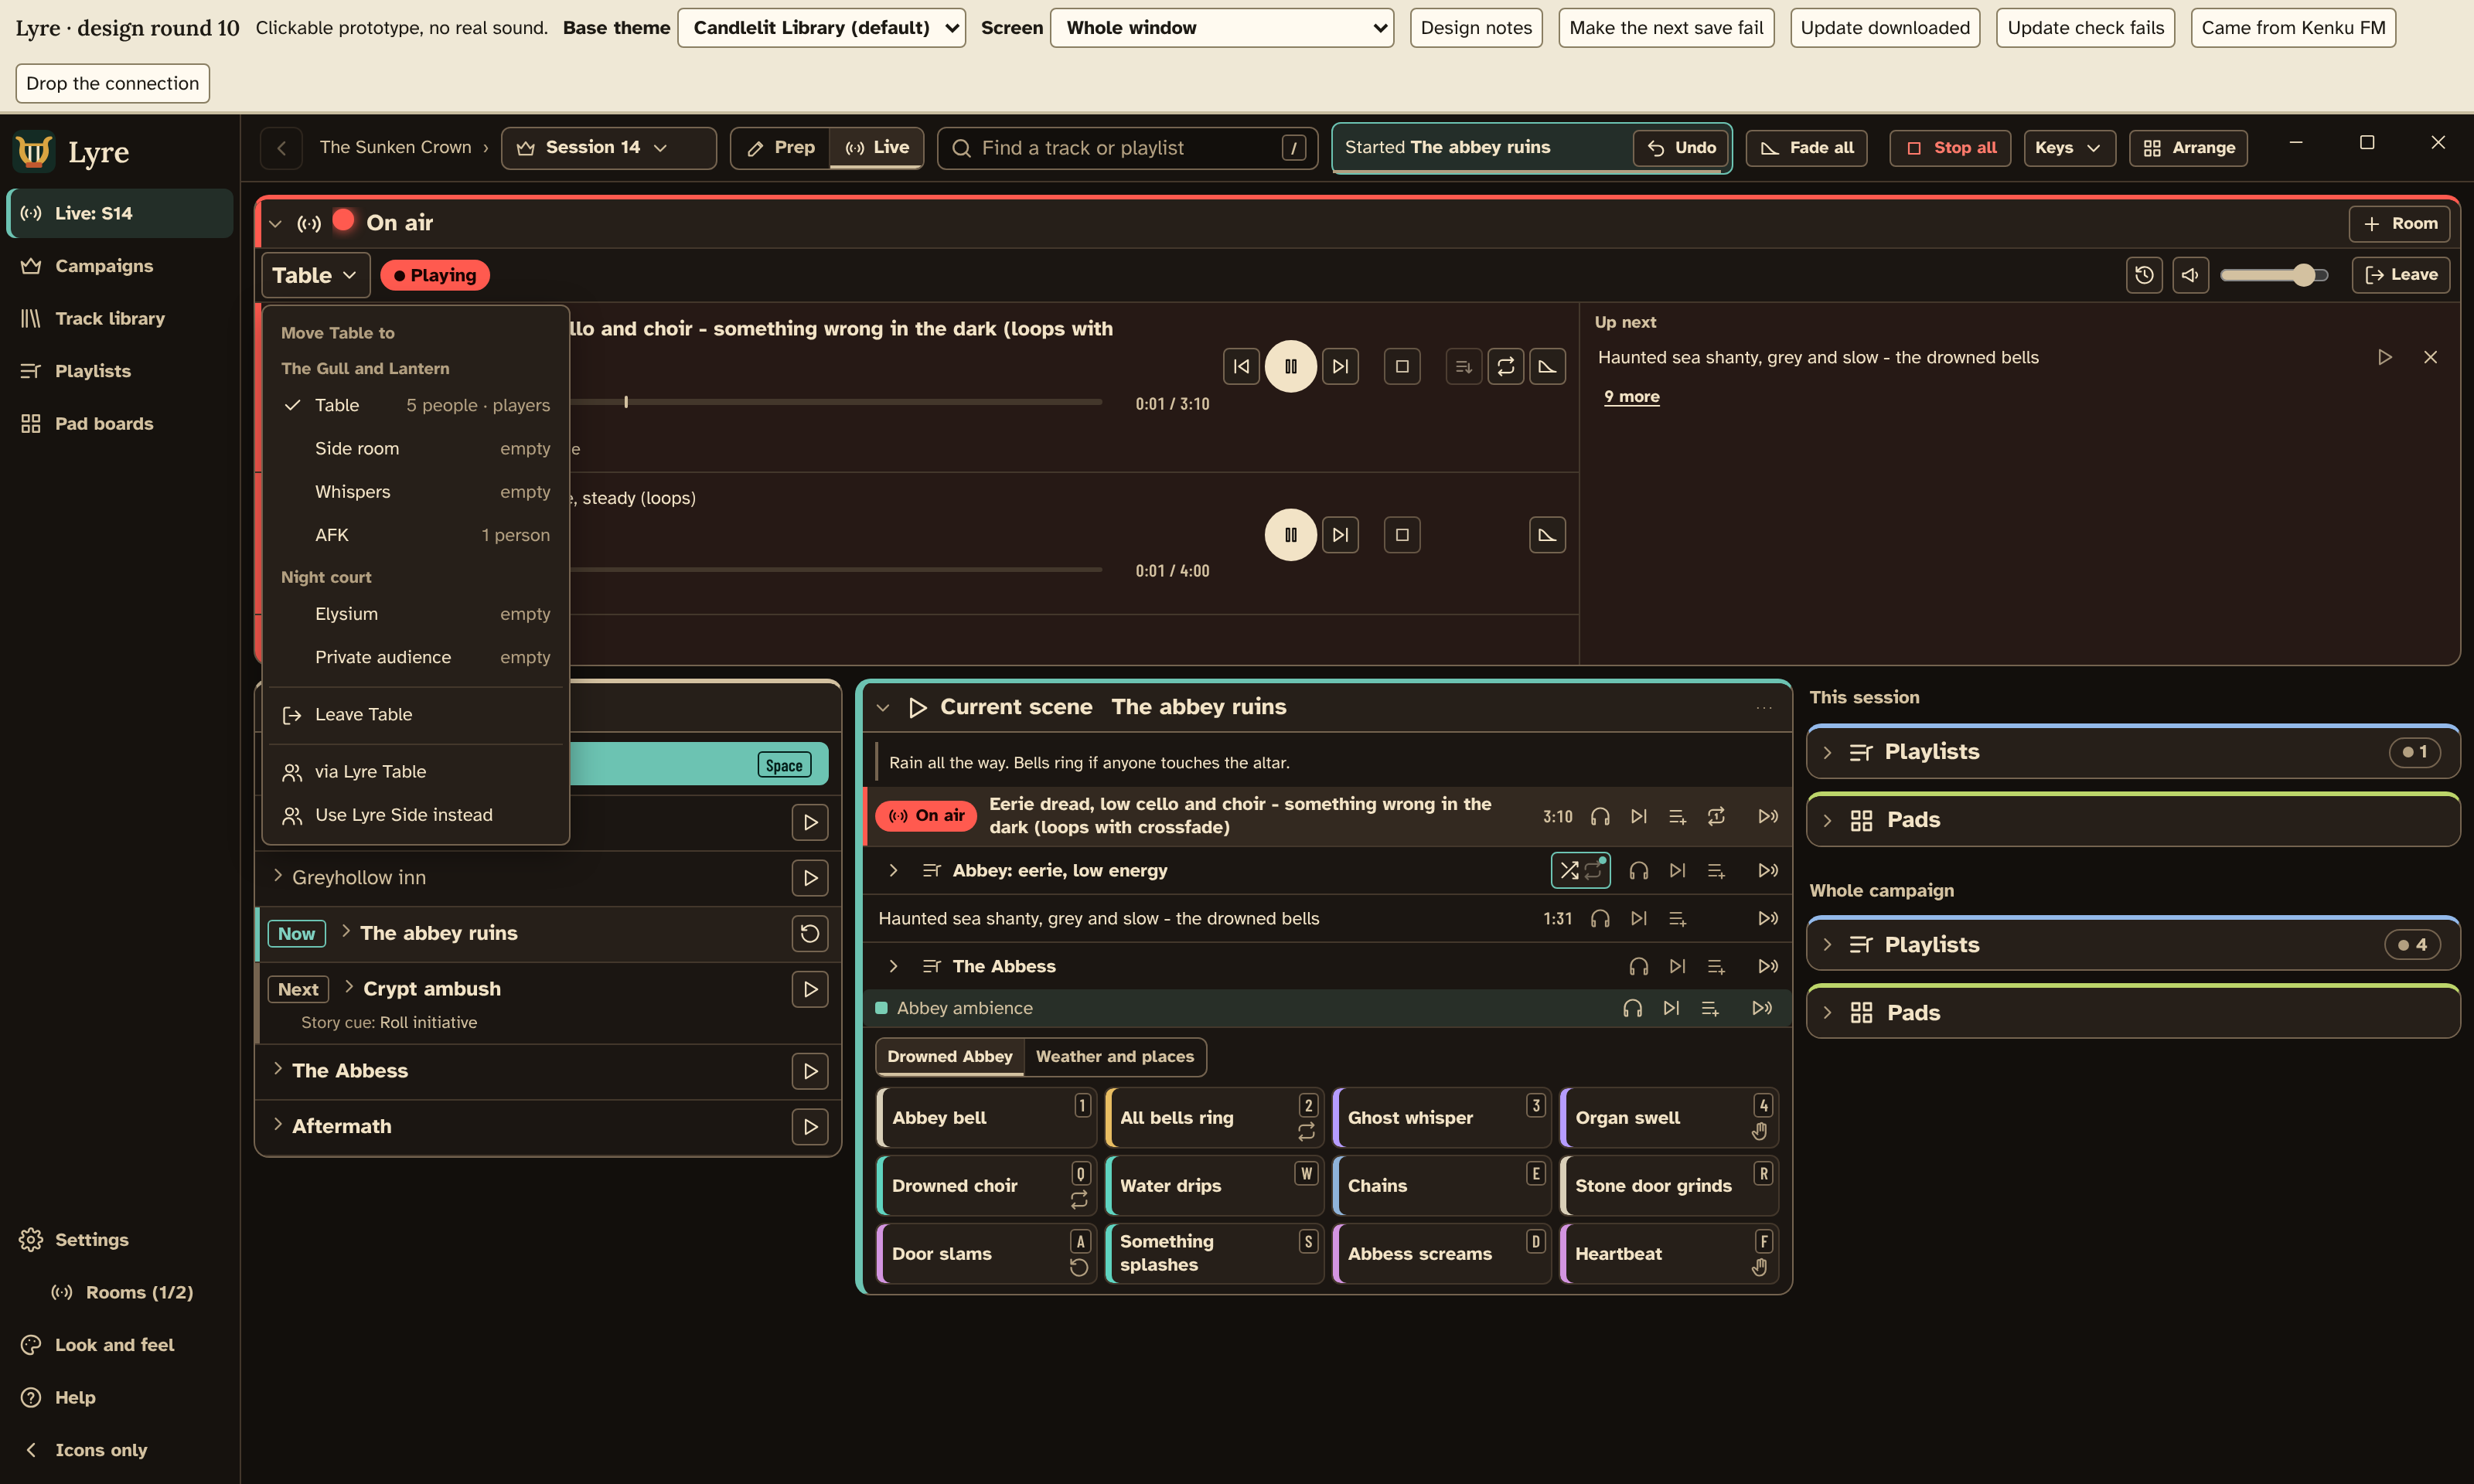 Lyre · design round 10 Clickable prototype, no real sound. Base theme Candlelit Library (default) Screen Whole window Design notes Make the next save fail Update downloaded Update check fails Came from Kenku FM
Drop the connection
Lyre
The Sunken Crown › Session 14 Prep Live Find a track or playlist / Started The abbey ruins Undo Fade all Stop all Keys Arrange
Live: S14
Campaigns
Track library
Playlists
Pad boards
Settings
Rooms (1/2)
Look and feel
Help
Icons only
On air Room
Table Playing Leave
Move Table to
The Gull and Lantern
Table 5 people · players
Side room empty
Whispers empty
AFK 1 person
Night court
Elysium empty
Private audience empty
Leave Table
via Lyre Table
Use Lyre Side instead
llo and choir - something wrong in the dark (loops with
0:01 / 3:10
e
, steady (loops)
0:01 / 4:00
Up next
Haunted sea shanty, grey and slow - the drowned bells
9 more
Space
Greyhollow inn
Now The abbey ruins
Next Crypt ambush
Story cue: Roll initiative
The Abbess
Aftermath
Current scene The abbey ruins ...
Rain all the way. Bells ring if anyone touches the altar.
On air Eerie dread, low cello and choir - something wrong in the
dark (loops with crossfade) 3:10
Abbey: eerie, low energy
Haunted sea shanty, grey and slow - the drowned bells 1:31
The Abbess
Abbey ambience
Drowned Abbey Weather and places
Abbey bell 1 All bells ring 2 Ghost whisper 3 Organ swell 4
Drowned choir Q Water drips W Chains E Stone door grinds R
Door slams A Something
splashes S Abbess screams D Heartbeat F
This session
Playlists 1
Pads
Whole campaign
Playlists 4
Pads